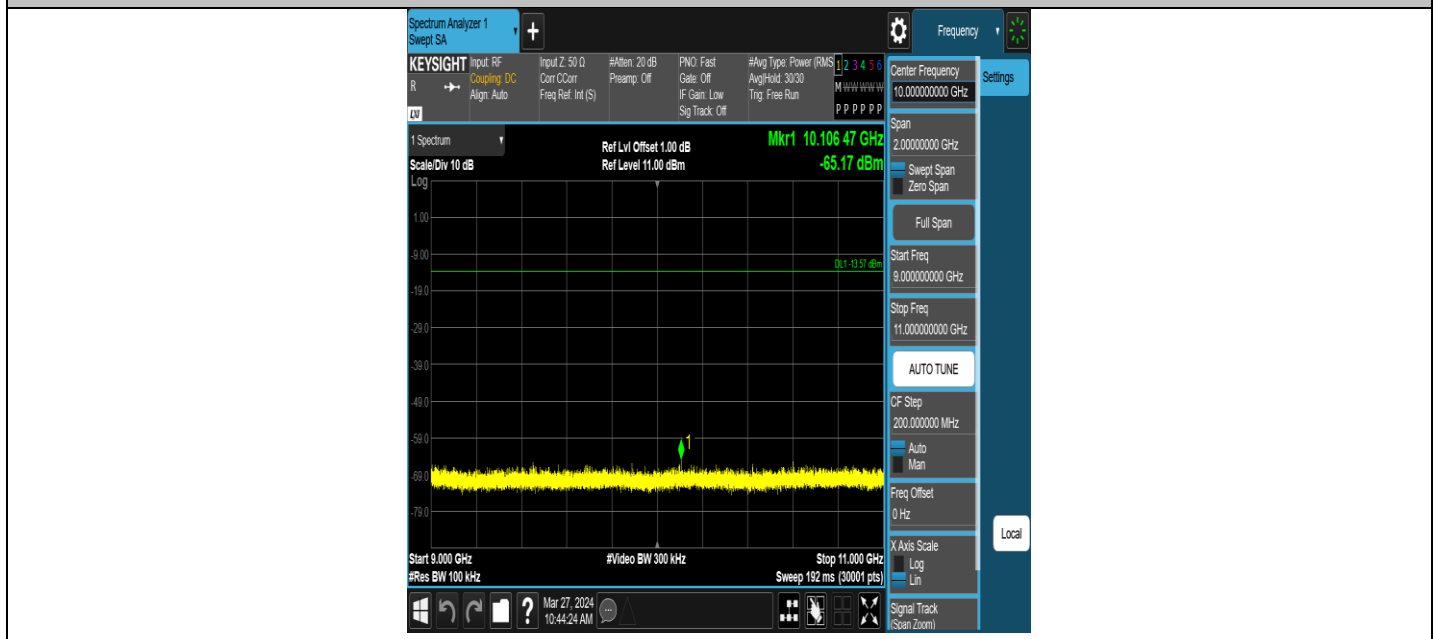 Spectrum Analyzer 1
Swept SA
+
Frequency
KEYSIGHT
R
LXI
Input: RF
Coupling: DC
Align: Auto
Input Z: 50 Ω
Corr CCorr
Freq Ref: Int (S)
#Atten: 20 dB
Preamp: Off
PNO: Fast
Gate: Off
IF Gain: Low
Sig Track: Off
#Avg Type: Power (RMS
Avg|Hold: 30/30
Trig: Free Run
1 2 3 4 5 6
M W W W W W
P P P P P P
1 Spectrum
Scale/Div 10 dB
Ref Lvl Offset 1.00 dB
Ref Level 11.00 dBm
Mkr1 10.106 47 GHz
-65.17 dBm
Log
1.00
-9.00
DL1 -13.57 dBm
-19.0
-29.0
-39.0
-49.0
-59.0
1
-69.0
-79.0
Start 9.000 GHz
#Video BW 300 kHz
Stop 11.000 GHz
#Res BW 100 kHz
Sweep 192 ms (30001 pts)
?
Mar 27, 2024
10:44:24 AM
Center Frequency
10.00000000 GHz
Settings
Span
2.00000000 GHz
Swept Span
Zero Span
Full Span
Start Freq
9.000000000 GHz
Stop Freq
11.000000000 GHz
AUTO TUNE
CF Step
200.000000 MHz
Auto
Man
Freq Offset
0 Hz
X Axis Scale
Log
Lin
Local
Signal Track
(Span Zoom)